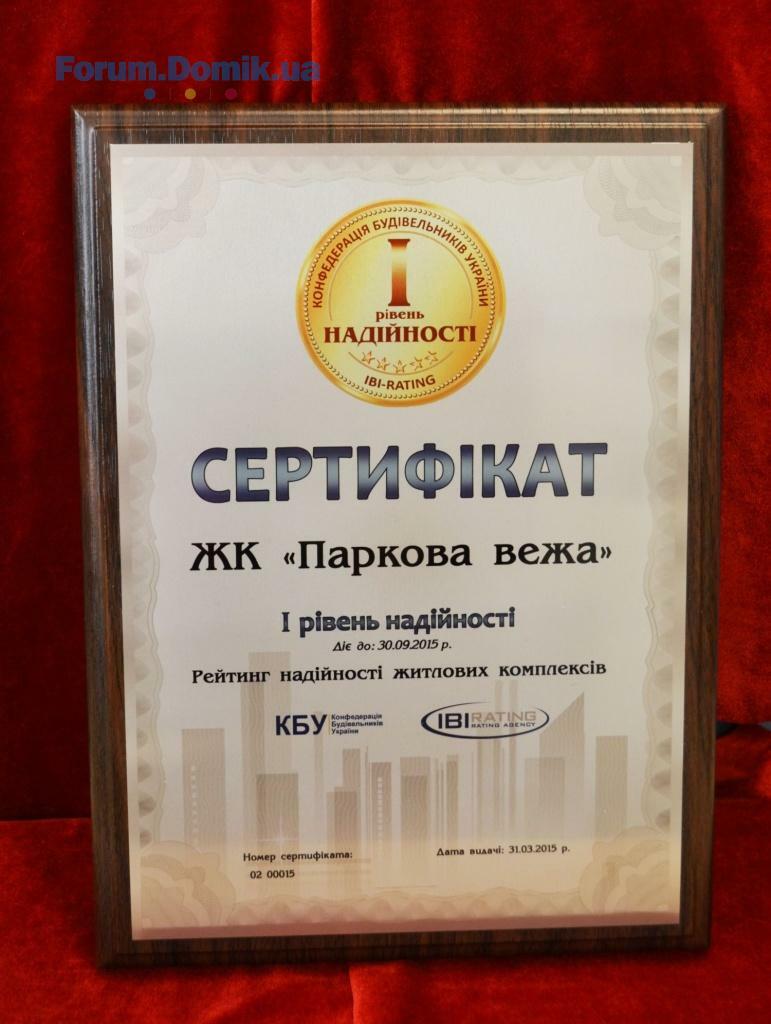 Forum.Domik.ua
КОНФЕДЕРАЦІЯ БУДІВЕЛЬНИКІВ УКРАЇНИ
I
рівень
НАДІЙНОСТІ
IBI-RATING
СЕРТИФІКАТ
ЖК «Паркова вежа»
I рівень надійності
Діє до: 30.09.2015 р.
Рейтинг надійності житлових комплексів
КБУ
Конфедерація
Будівельників
України
IBI RATING
RATING AGENCY
Номер сертифіката:
02 00015
Дата видачі: 31.03.2015 р.